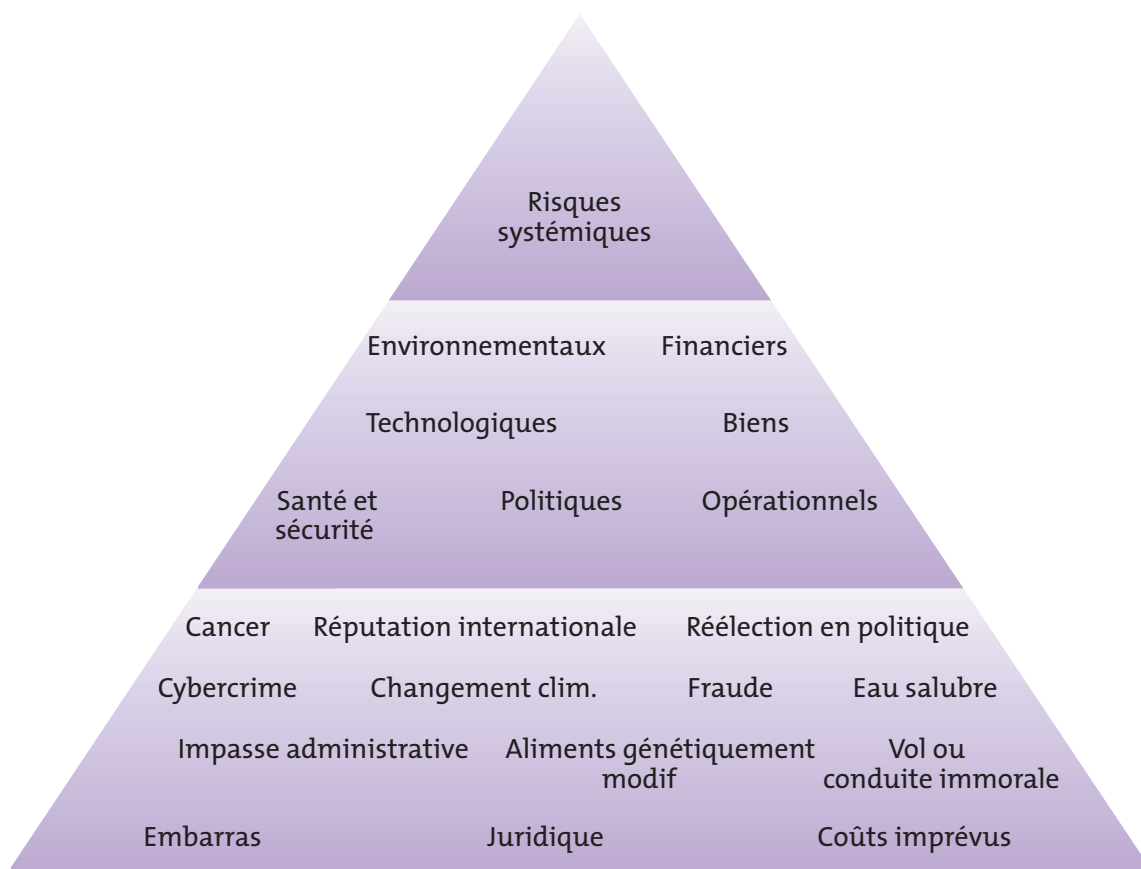 Risques
systémiques
Environnementaux Financiers
Technologiques Biens
Santé et
sécurité
Politiques Opérationnels
Cancer Réputation internationale Réélection en politique
Cybercrime Changement clim. Fraude Eau salubre
Impasse administrative
Aliments génétiquement
modif
Vol ou
conduite immorale
Embarras Juridique Coûts imprévus